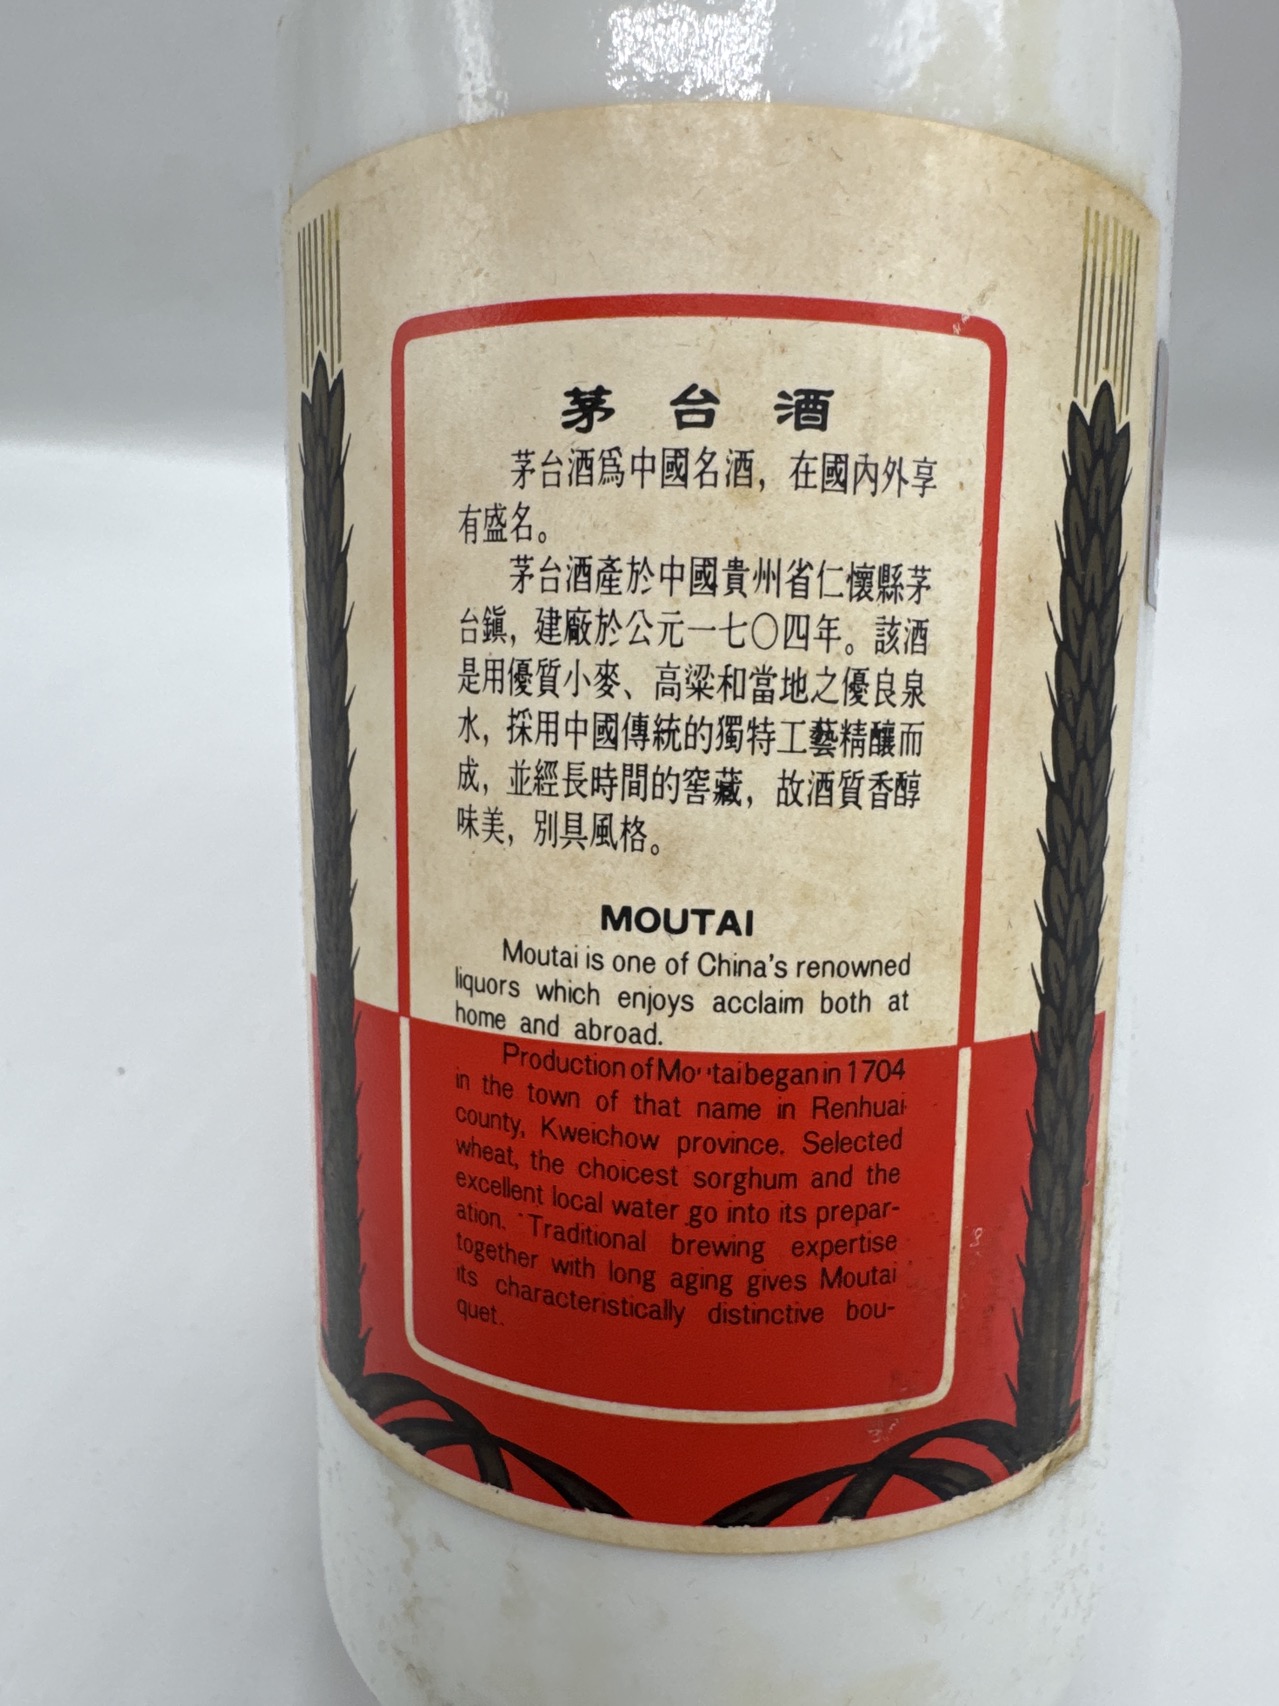 茅台酒
茅台酒爲中國名酒，在國內外享
有盛名。
茅台酒產於中國貴州省仁懷縣茅
台鎮，建廠於公元一七〇四年。該酒
是用優質小麥、高粱和當地之優良泉
水，採用中國傳統的獨特工藝精釀而
成，並經長時間的窖藏，故酒質香醇
味美，別具風格。
MOUTAI
Moutai is one of China's renowned
liquors which enjoys acclaim both at
home and abroad.
Production of Moutai began in 1704
in the town of that name in Renhuai
county, Kweichow province. Selected
wheat, the choicest sorghum and the
excellent local water go into its prepar-
ation. Traditional brewing expertise
together with long aging gives Moutai
its characteristically distinctive bou-
quet.